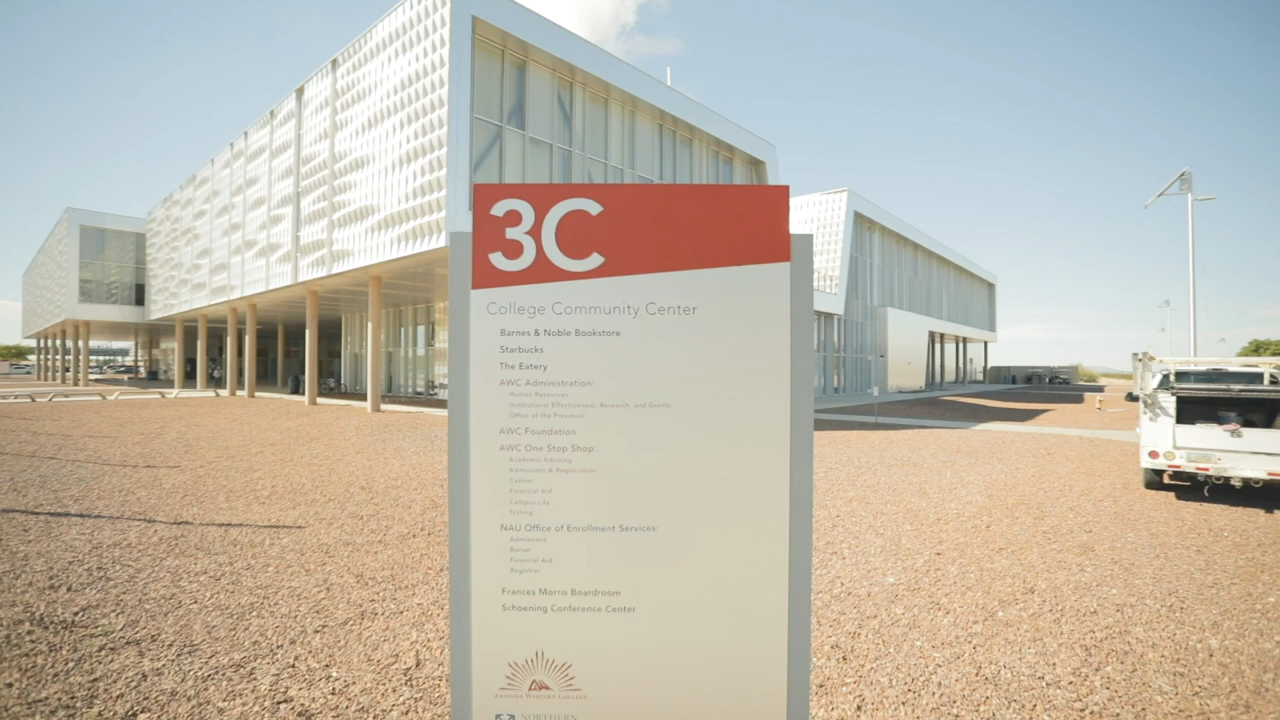 3C
College Community Center
Barnes & Noble Bookstore
Starbucks
The Eatery
AWC Administration:
Human Resources
Institutional Effectiveness, Research, and Grants
Office of the President
AWC Foundation
AWC One Stop Shop:
Academic Advising
Admissions & Registration
Cashier
Financial Aid
Campus Life
Testing
NAU Office of Enrollment Services:
Admissions
Bursar
Financial Aid
Registrar
Frances Morris Boardroom
Schoening Conference Center
ARIZONA WESTERN COLLEGE
NORTHERN